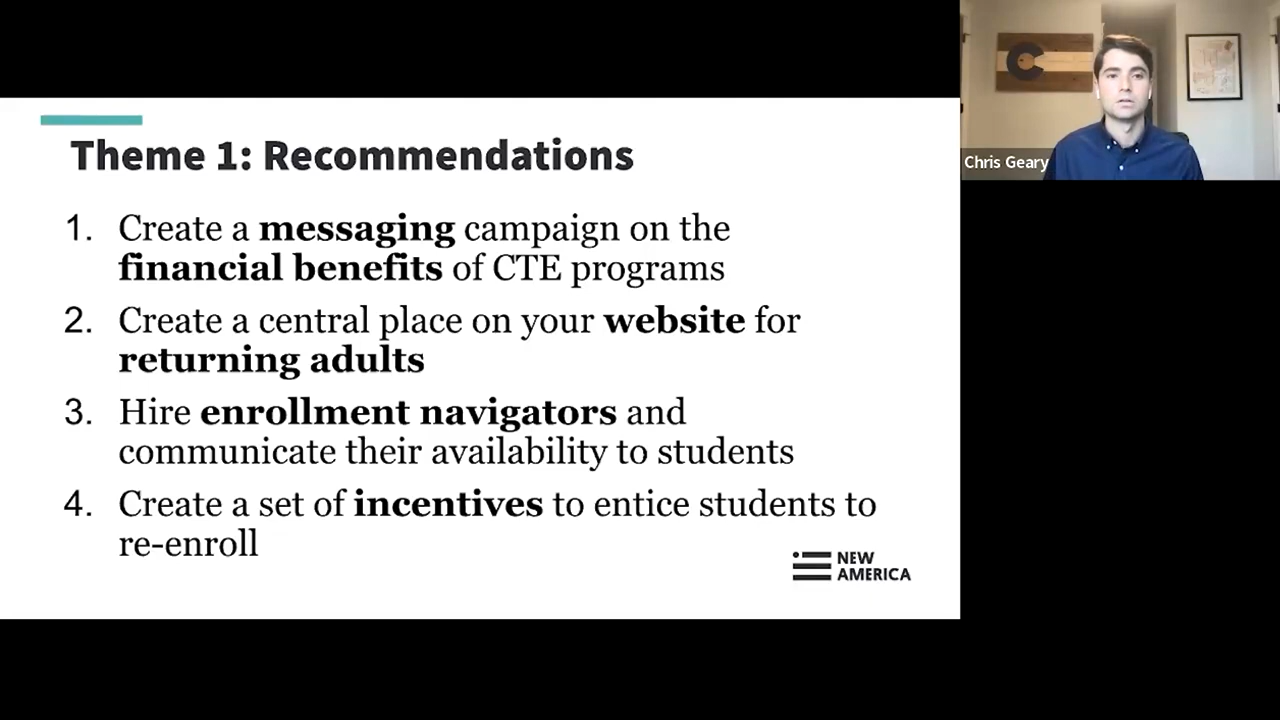 Theme 1: Recommendations
1. Create a messaging campaign on the
financial benefits of CTE programs
2. Create a central place on your website for
returning adults
3. Hire enrollment navigators and
communicate their availability to students
4. Create a set of incentives to entice students to
re-enroll
NEW
AMERICA
Chris Geary